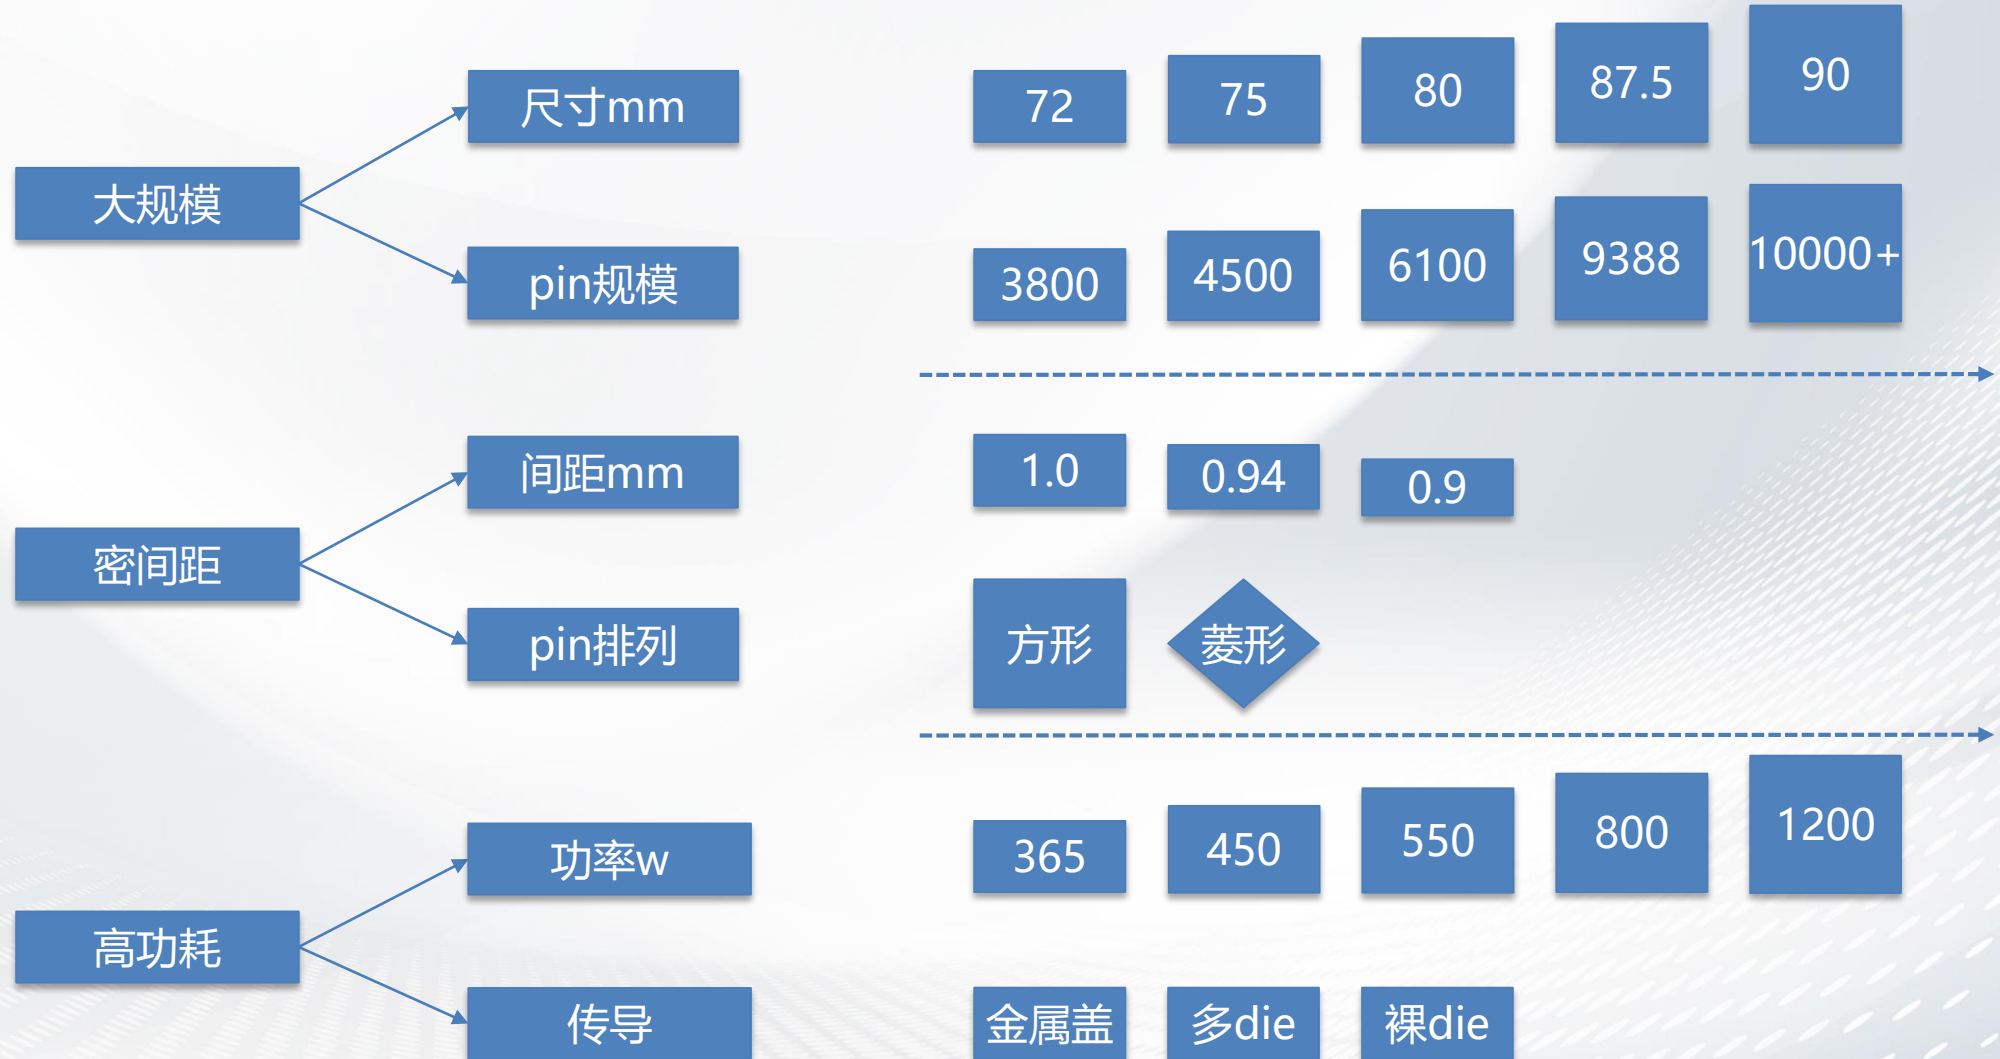 大规模
尺寸mm
72
75
80
87.5
90
pin规模
3800
4500
6100
9388
10000+
密间距
间距mm
1.0
0.94
0.9
pin排列
方形
菱形
高功耗
功率w
365
450
550
800
1200
传导
金属盖
多die
裸die